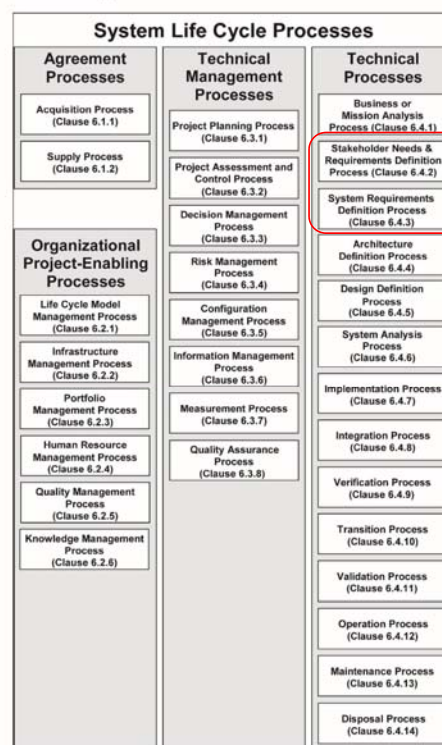 System Life Cycle Processes
Agreement
Processes
Acquisition Process
(Clause 6.1.1)
Supply Process
(Clause 6.1.2)
Organizational
Project-Enabling
Processes
Life Cycle Model
Management Process
(Clause 6.2.1)
Infrastructure
Management Process
(Clause 6.2.2)
Portfolio
Management Process
(Clause 6.2.3)
Human Resource
Management Process
(Clause 6.2.4)
Quality Management
Process
(Clause 6.2.5)
Knowledge Management
Process
(Clause 6.2.6)
Technical
Management
Processes
Project Planning Process
(Clause 6.3.1)
Project Assessment and
Control Process
(Clause 6.3.2)
Decision Management
Process
(Clause 6.3.3)
Risk Management
Process
(Clause 6.3.4)
Configuration
Management Process
(Clause 6.3.5)
Information Management
Process
(Clause 6.3.6)
Measurement Process
(Clause 6.3.7)
Quality Assurance
Process
(Clause 6.3.8)
Technical
Processes
Business or
Mission Analysis
Process (Clause 6.4.1)
Stakeholder Needs &
Requirements Definition
Process (Clause 6.4.2)
System Requirements
Definition Process
(Clause 6.4.3)
Architecture
Definition Process
(Clause 6.4.4)
Design Definition
Process
(Clause 6.4.5)
System Analysis
Process
(Clause 6.4.6)
Implementation Process
(Clause 6.4.7)
Integration Process
(Clause 6.4.8)
Verification Process
(Clause 6.4.9)
Transition Process
(Clause 6.4.10)
Validation Process
(Clause 6.4.11)
Operation Process
(Clause 6.4.12)
Maintenance Process
(Clause 6.4.13)
Disposal Process
(Clause 6.4.14)